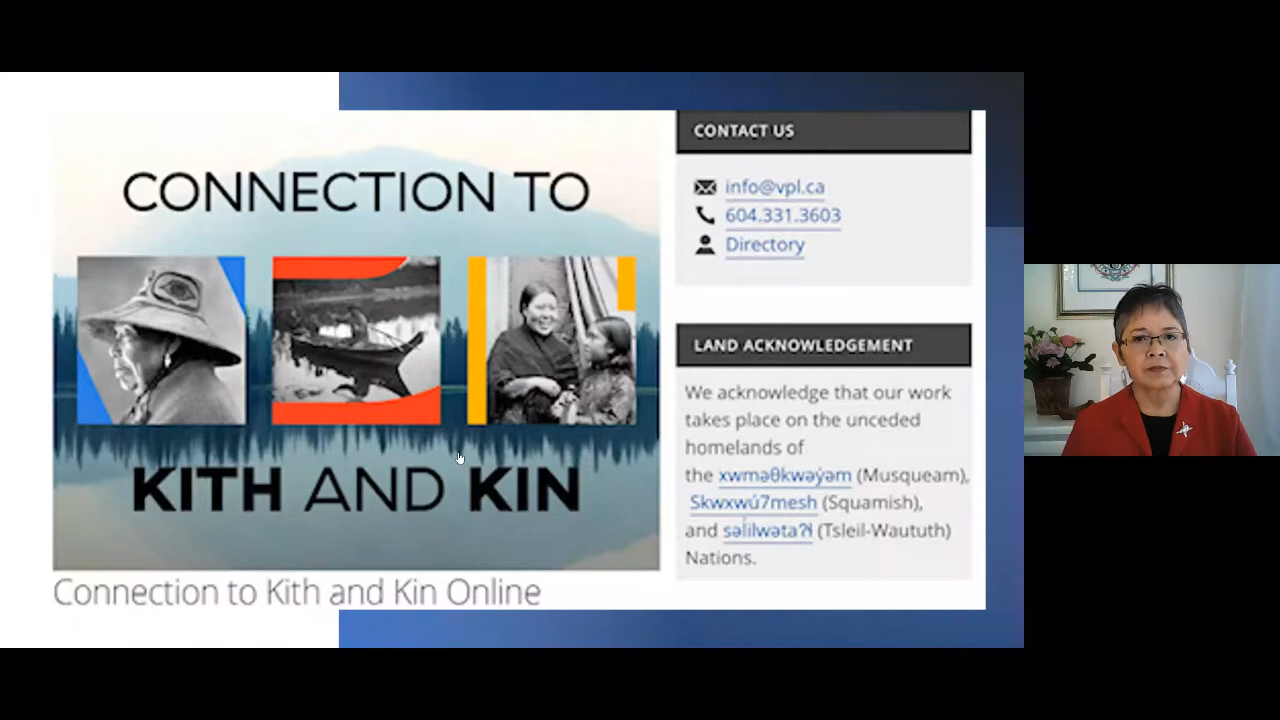 CONNECTION TO
KITH AND KIN
Connection to Kith and Kin Online
CONTACT US
info@vpl.ca
604.331.3603
Directory
LAND ACKNOWLEDGEMENT
We acknowledge that our work
takes place on the unceded
homelands of
the xwməθkwəy̓əm (Musqueam),
Skwxwú7mesh (Squamish),
and səl̓ilwətaʔɬ (Tsleil-Waututh)
Nations.